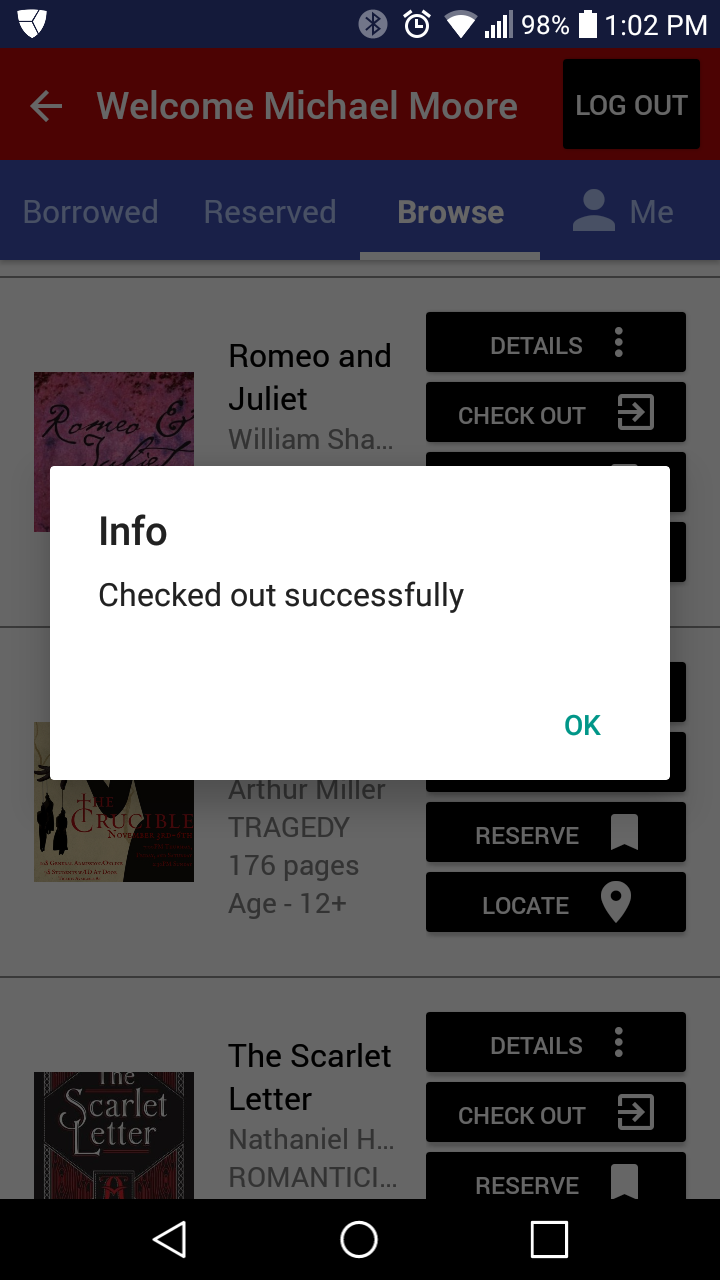 98% 1:02 PM
Welcome Michael Moore
LOG OUT
Borrowed
Reserved
Browse
Me
Romeo and
Juliet
William Sha...
Romeo &
Juliet
DETAILS
CHECK OUT
Info
Checked out successfully
OK
Arthur Miller
TRAGEDY
176 pages
Age - 12+
THE
CRUCIBLE
RESERVE
LOCATE
The Scarlet
Letter
Nathaniel H...
ROMANTICI...
The
Scarlet
Letter
A
DETAILS
CHECK OUT
RESERVE